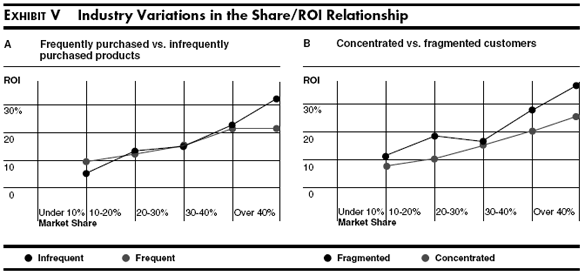 EXHIBIT V Industry Variations in the Share/ROI Relationship
A Frequently purchased vs. infrequently
purchased products
ROI
30%
20
10
0
Under 10% 10-20% 20-30% 30-40% Over 40%
Market Share
Infrequent Frequent
B Concentrated vs. fragmented customers
ROI
30%
20
10
0
Under 10% 10-20% 20-30% 30-40% Over 40%
Market Share
Fragmented Concentrated